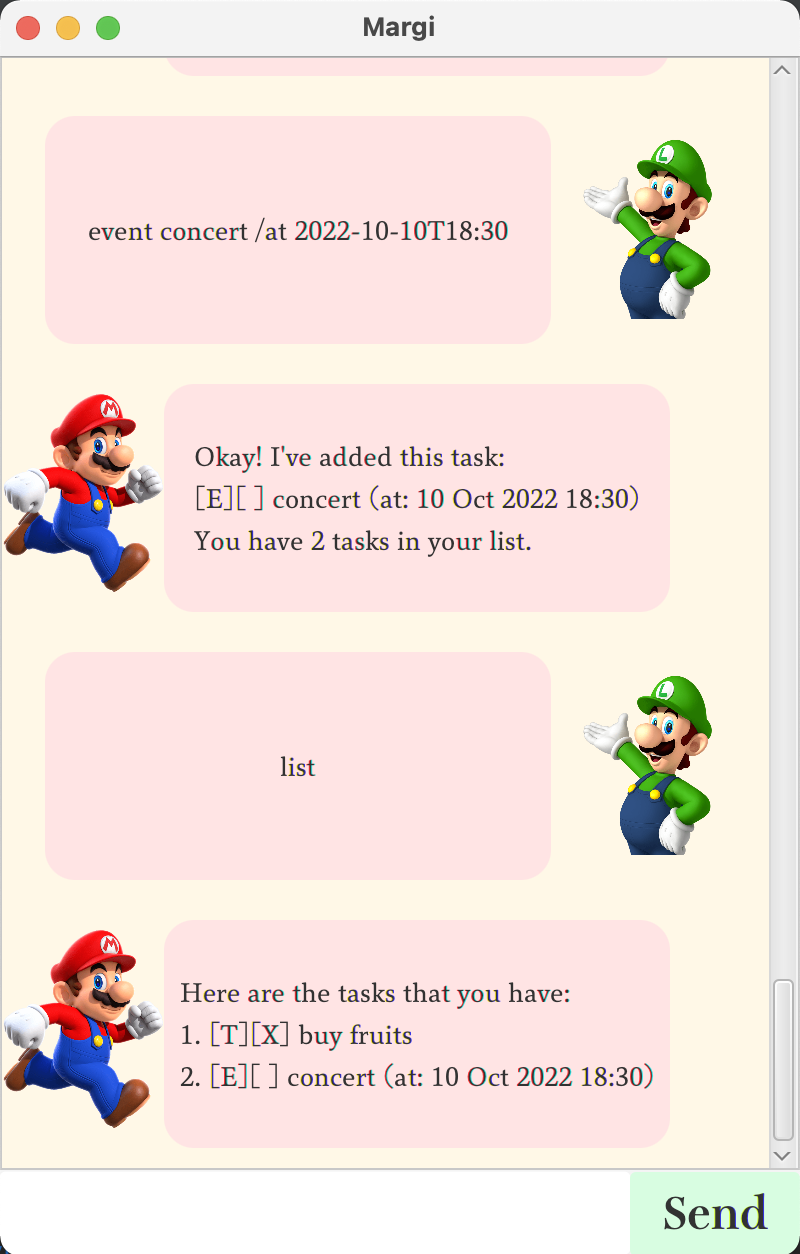 Margi
event concert /at 2022-10-10T18:30
L
M
Okay! I've added this task:
[E][ ] concert (at: 10 Oct 2022 18:30)
You have 2 tasks in your list.
list
L
M
Here are the tasks that you have:
1. [T][X] buy fruits
2. [E][ ] concert (at: 10 Oct 2022 18:30)
Send